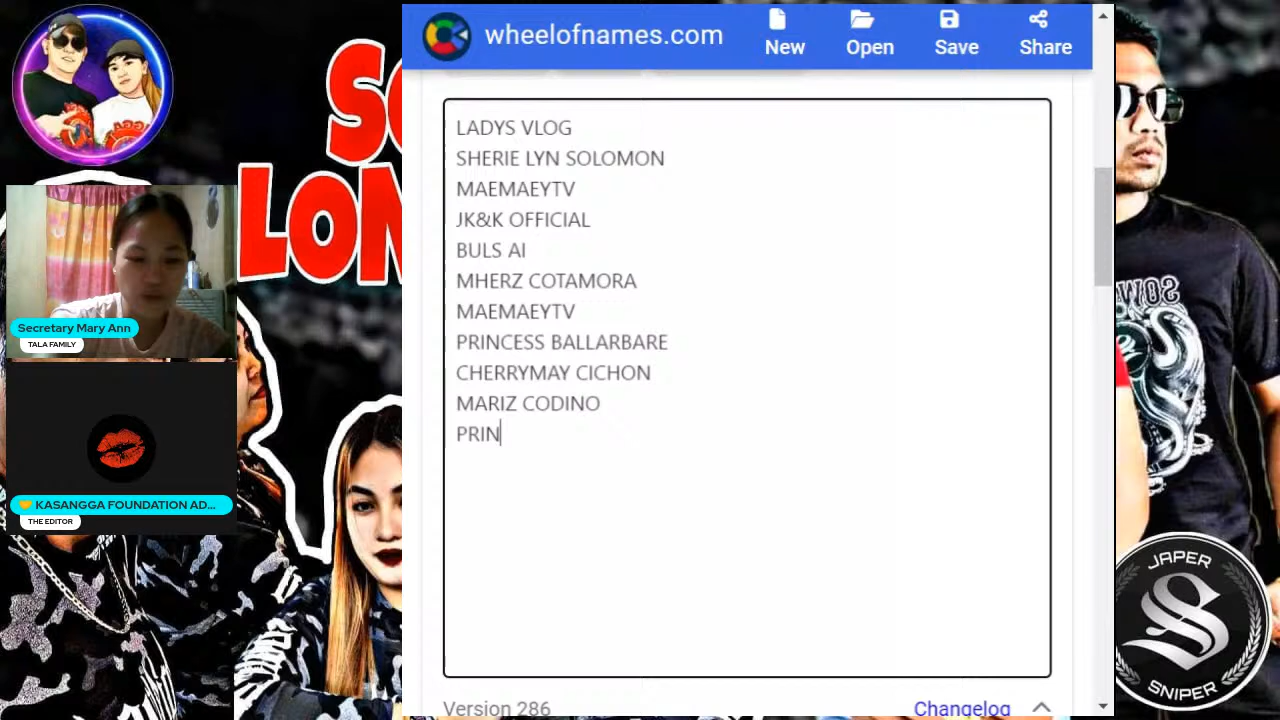 wheelofnames.com
New
Open
Save
Share
LADYS VLOG
SHERIE LYN SOLOMON
MAEMAEYTV
JK&K OFFICIAL
BULS AI
MHERZ COTAMORA
MAEMAEYTV
PRINCESS BALLARBARE
CHERRYMAY CICHON
MARIZ CODINO
PRIN
Version 286
Changelog
Secretary Mary Ann
TALA FAMILY
KASANGGA FOUNDATION AD...
THE EDITOR
JAPER
S
SNIPER